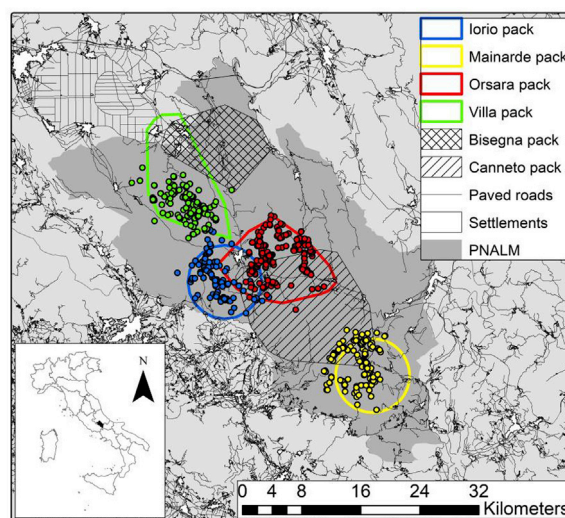 Iorio pack
Mainarde pack
Orsara pack
Villa pack
Bisegna pack
Canneto pack
Paved roads
Settlements
PNALM
N
0 4 8 16 24 32
Kilometers